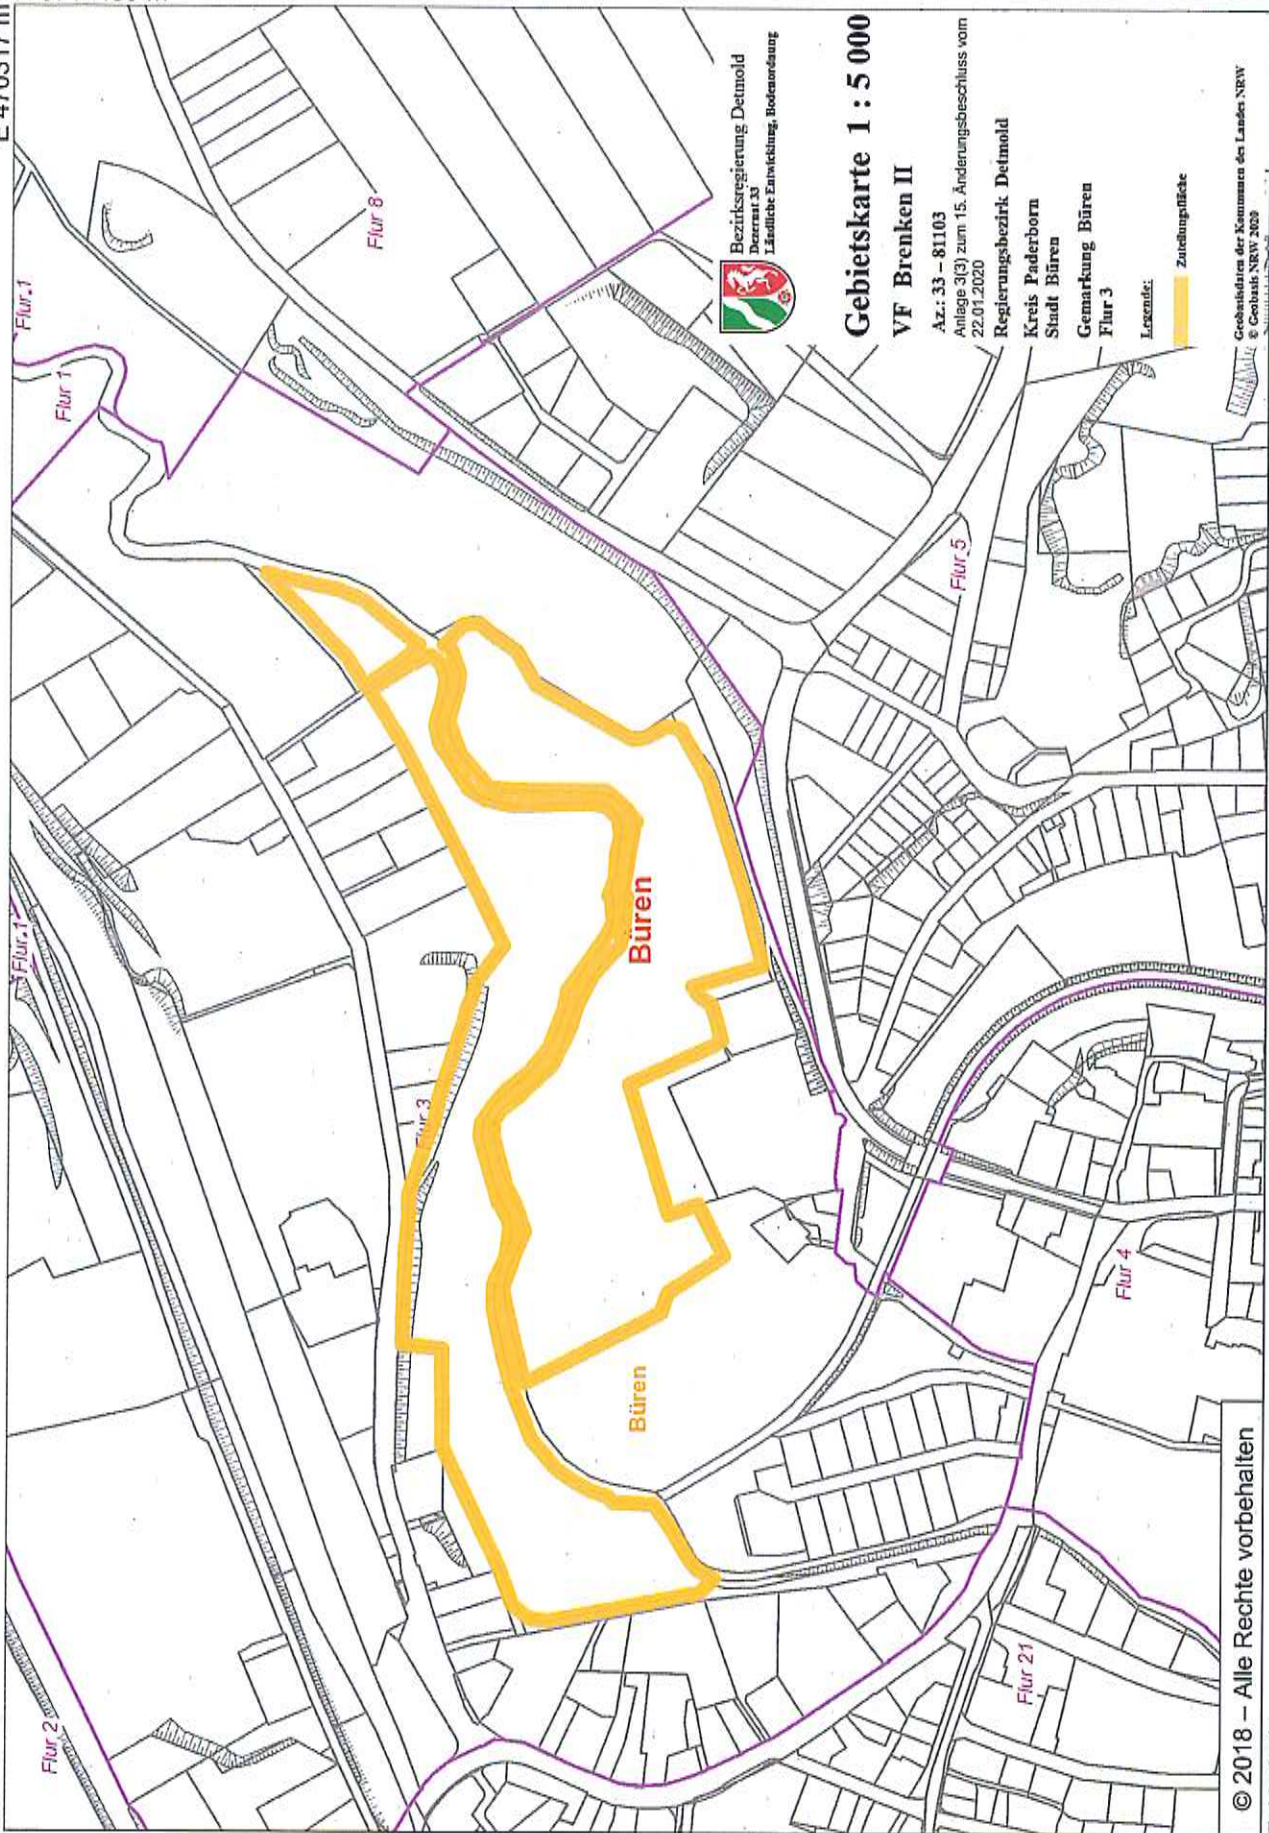 Bezirksregierung Detmold
Dezernat 33
Ländliche Entwicklung, Bodenordnung
Gebietskarte 1 : 5 000
VF Brenken II
Az.: 33 – 81103
Anlage 3(3) zum 15. Änderungsbeschluss vom
22.01.2020
Regierungsbezirk Detmold
Kreis Paderborn
Stadt Büren
Gemarkung Büren
Flur 3
Legende:
Zuteilungsfläche
Geobasisdaten der Kommunen des Landes NRW
© Geobasis NRW 2020
Flur 1
Flur 1
Flur 8
Flur 1
Flur 3
Flur 2
Flur 5
Büren
Büren
Flur 4
Flur 21
© 2018 – Alle Rechte vorbehalten